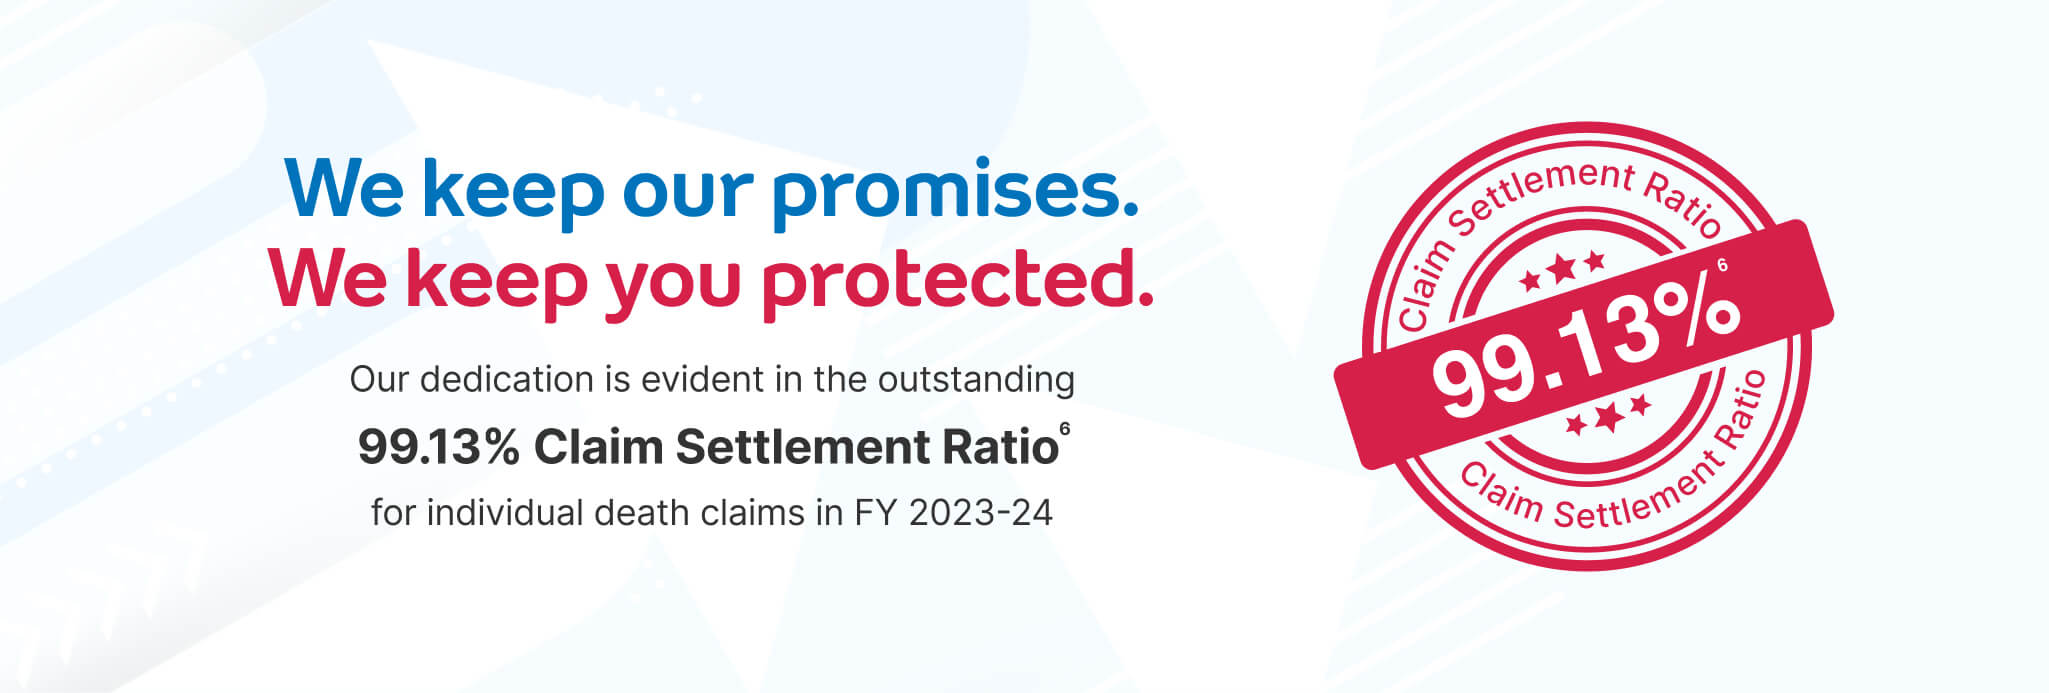 We keep our promises.
We keep you protected.
Our dedication is evident in the outstanding
99.13% Claim Settlement Ratio⁶
for individual death claims in FY 2023-24
Claim Settlement Ratio
99.13%⁶
Claim Settlement Ratio